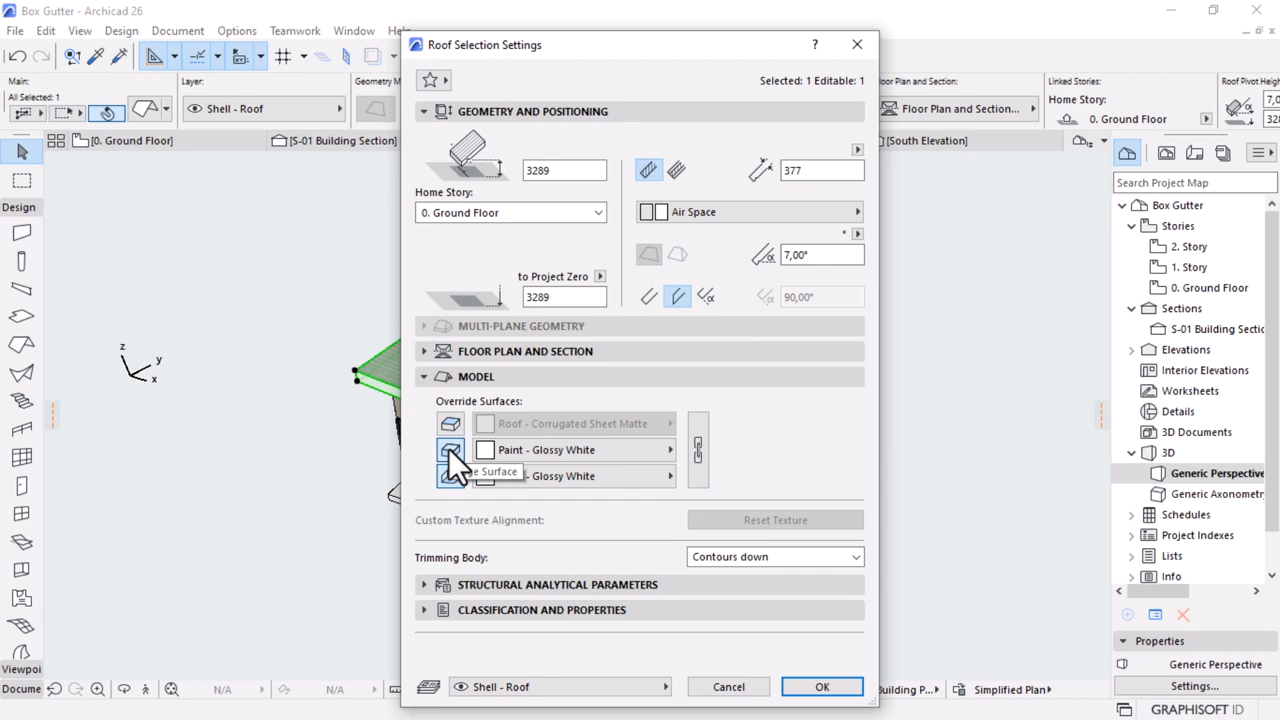 Box Gutter - Archicad 26
File Edit View Design Document Options Teamwork Window Help
Main:
All Selected: 1
Layer:
Shell - Roof
Geometry M
Floor Plan and Section:
Floor Plan and Section...
Linked Stories:
Home Story:
0. Ground Floor
Roof Pivot Heigh
7,0
328
[0. Ground Floor]
[S-01 Building Section]
[South Elevation]
Design
Viewpoi
Docume
z
y
x
Roof Selection Settings
?
Selected: 1 Editable: 1
GEOMETRY AND POSITIONING
3289
377
Home Story:
0. Ground Floor
Air Space
°
7,00°
to Project Zero
3289
90,00°
MULTI-PLANE GEOMETRY
FLOOR PLAN AND SECTION
MODEL
Override Surfaces:
Roof - Corrugated Sheet Matte
Paint - Glossy White
ge Surface
- Glossy White
Custom Texture Alignment:
Reset Texture
Trimming Body:
Contours down
STRUCTURAL ANALYTICAL PARAMETERS
CLASSIFICATION AND PROPERTIES
Shell - Roof
Cancel
OK
Search Project Map
Box Gutter
Stories
2. Story
1. Story
0. Ground Floor
Sections
S-01 Building Sectio
Elevations
Interior Elevations
Worksheets
Details
3D Documents
3D
Generic Perspective
Generic Axonometr
Schedules
Project Indexes
Lists
Info
Properties
Generic Perspective
Settings...
N/A
N/A
Building P...
Simplified Plan
GRAPHISOFT ID